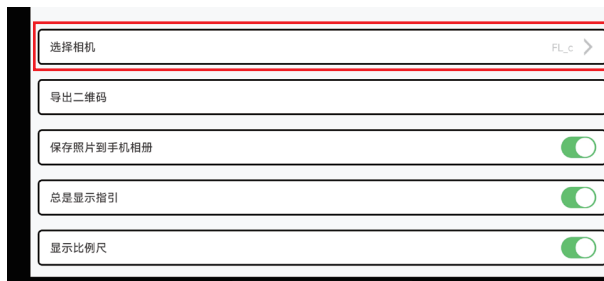 选择相机
FL_c
导出二维码
保存照片到手机相册
总是显示指引
显示比例尺